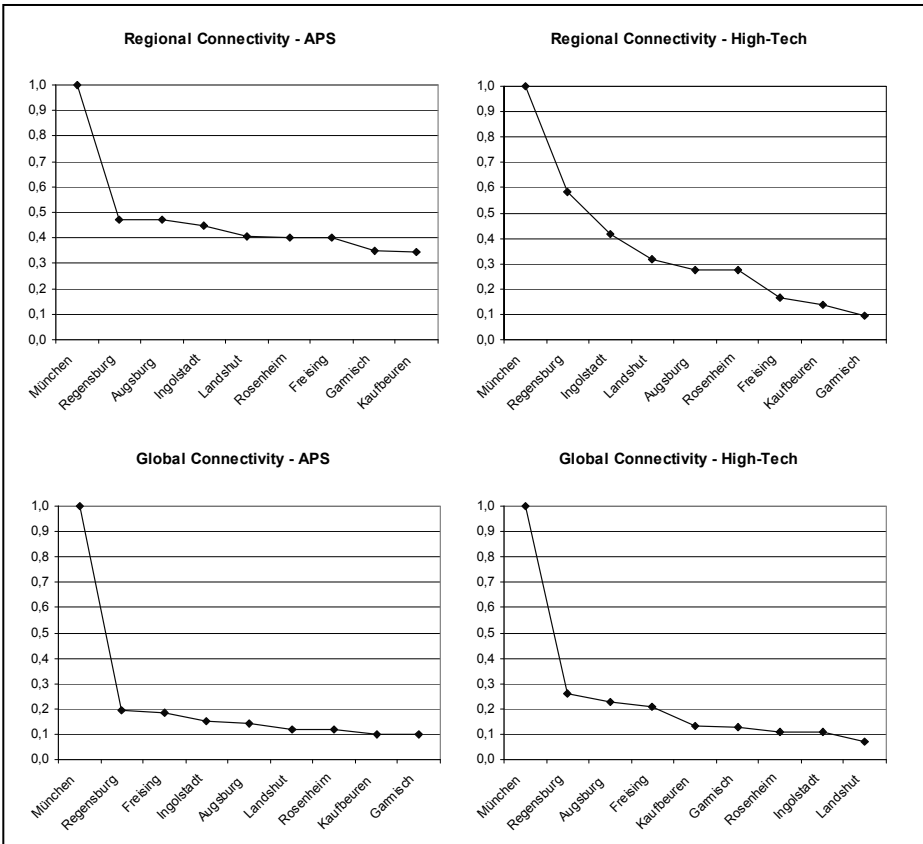 Regional Connectivity - APS
1,0
0,9
0,8
0,7
0,6
0,5
0,4
0,3
0,2
0,1
0,0
München
Regensburg
Augsburg
Ingolstadt
Landshut
Rosenheim
Freising
Garmisch
Kaufbeuren
Regional Connectivity - High-Tech
1,0
0,9
0,8
0,7
0,6
0,5
0,4
0,3
0,2
0,1
0,0
München
Regensburg
Ingolstadt
Landshut
Augsburg
Rosenheim
Freising
Kaufbeuren
Garmisch
Global Connectivity - APS
1,0
0,9
0,8
0,7
0,6
0,5
0,4
0,3
0,2
0,1
0,0
München
Regensburg
Freising
Ingolstadt
Augsburg
Landshut
Rosenheim
Kaufbeuren
Garmisch
Global Connectivity - High-Tech
1,0
0,9
0,8
0,7
0,6
0,5
0,4
0,3
0,2
0,1
0,0
München
Regensburg
Augsburg
Freising
Kaufbeuren
Garmisch
Rosenheim
Ingolstadt
Landshut